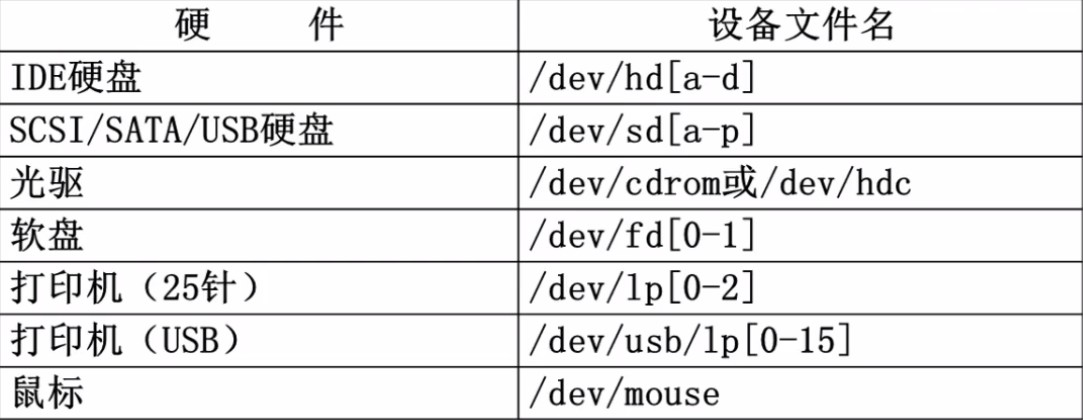 硬 件 设备文件名
IDE硬盘 /dev/hd[a-d]
SCSI/SATA/USB硬盘 /dev/sd[a-p]
光驱 /dev/cdrom或/dev/hdc
软盘 /dev/fd[0-1]
打印机（25针） /dev/lp[0-2]
打印机（USB） /dev/usb/lp[0-15]
鼠标 /dev/mouse